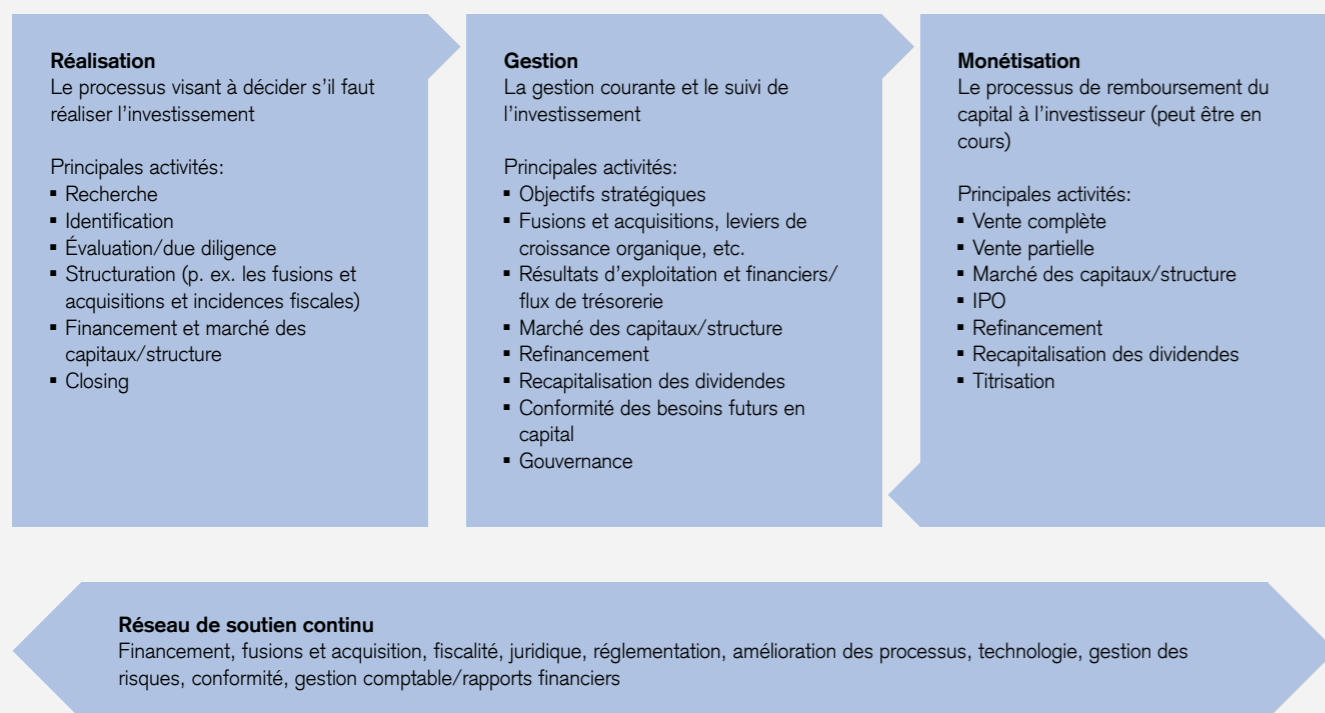 Réalisation
Le processus visant à décider s'il faut
réaliser l'investissement
Principales activités:
▪ Recherche
▪ Identification
▪ Évaluation/due diligence
▪ Structuration (p. ex. les fusions et
acquisitions et incidences fiscales)
▪ Financement et marché des
capitaux/structure
▪ Closing
Gestion
La gestion courante et le suivi de
l'investissement
Principales activités:
▪ Objectifs stratégiques
▪ Fusions et acquisitions, leviers de
croissance organique, etc.
▪ Résultats d'exploitation et financiers/
flux de trésorerie
▪ Marché des capitaux/structure
▪ Refinancement
▪ Recapitalisation des dividendes
▪ Conformité des besoins futurs en
capital
▪ Gouvernance
Monétisation
Le processus de remboursement du
capital à l'investisseur (peut être en
cours)
Principales activités:
▪ Vente complète
▪ Vente partielle
▪ Marché des capitaux/structure
▪ IPO
▪ Refinancement
▪ Recapitalisation des dividendes
▪ Titrisation
Réseau de soutien continu
Financement, fusions et acquisition, fiscalité, juridique, réglementation, amélioration des processus, technologie, gestion des
risques, conformité, gestion comptable/rapports financiers